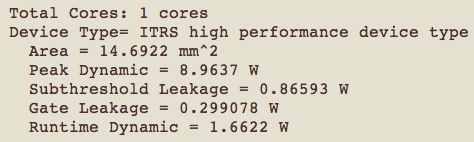 Total Cores: 1 cores
Device Type= ITRS high performance device type
Area = 14.6922 mm^2
Peak Dynamic = 8.9637 W
Subthreshold Leakage = 0.86593 W
Gate Leakage = 0.299078 W
Runtime Dynamic = 1.6622 W